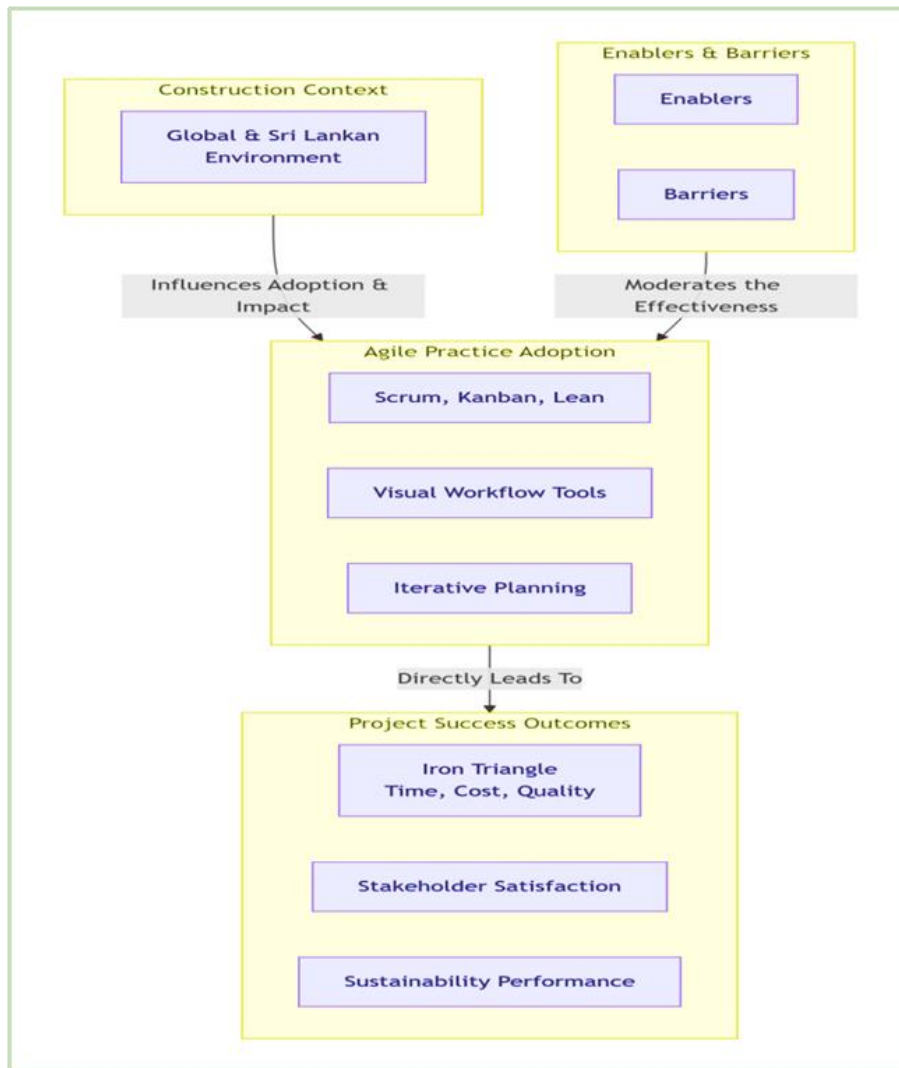 Enablers & Barriers
Enablers
Barriers
Construction Context
Global & Sri Lankan
Environment
Influences Adoption &
Impact
Moderates the
Effectiveness
Agile Practice Adoption
Scrum, Kanban, Lean
Visual Workflow Tools
Iterative Planning
Directly Leads To
Project Success Outcomes
Iron Triangle
Time, Cost, Quality
Stakeholder Satisfaction
Sustainability Performance